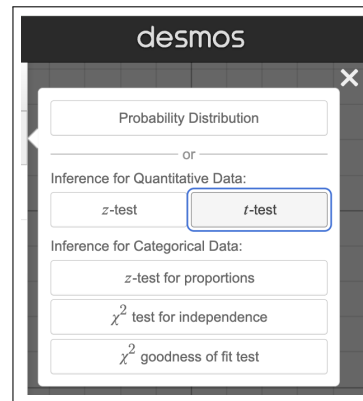 desmos
Probability Distribution
or
Inference for Quantitative Data:
z-test
t-test
Inference for Categorical Data:
z-test for proportions
χ² test for independence
χ² goodness of fit test